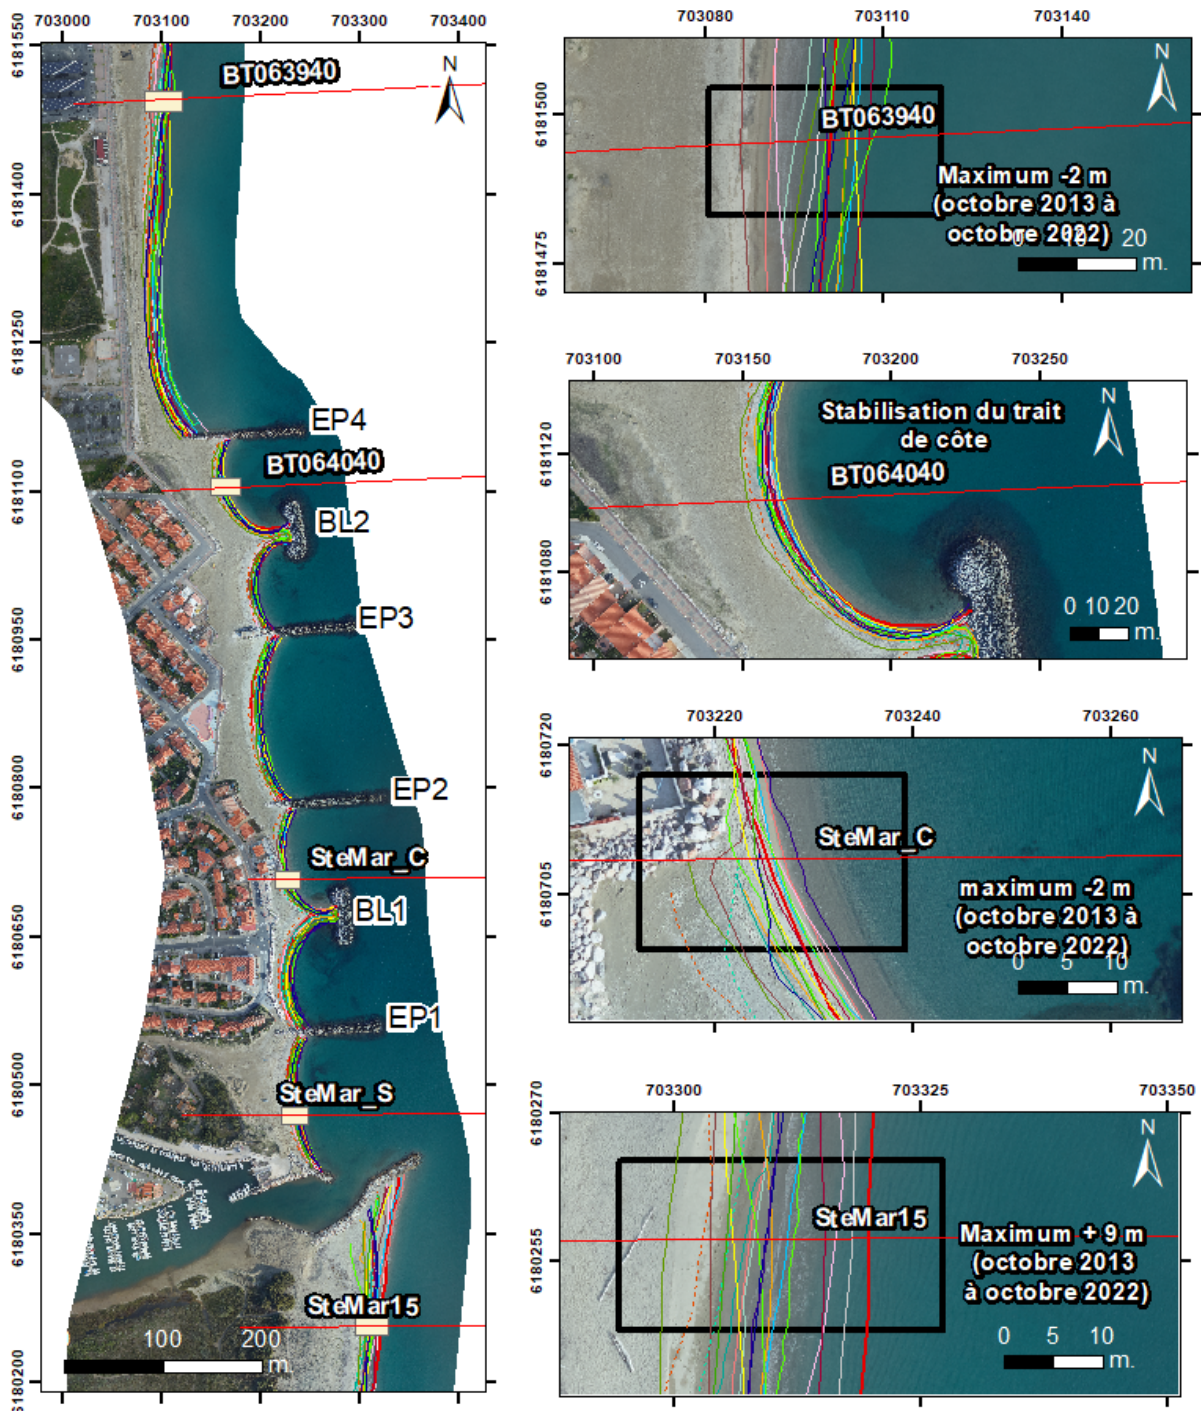 703000 703100 703200 703300 703400
6181550
6181400
6181250
6181100
6180950
6180800
6180650
6180500
6180350
6180200
N
BT063940
EP4
BT064040
BL2
EP3
EP2
SteMar_C
BL1
EP1
SteMar_S
SteMar15
100 200
m.
703080 703110 703140
6181500
6181475
N
BT063940
Maximum -2 m
(octobre 2013 à
octobre 2022)
0 10 20
m.
703100 703150 703200 703250
6181120
6181080
N
Stabilisation du trait
de côte
BT064040
0 10 20
m.
703220 703240 703260
6180720
6180705
N
SteMar_C
maximum -2 m
(octobre 2013 à
octobre 2022)
0 5 10
m.
703300 703325 703350
6180270
6180255
N
SteMar15
Maximum + 9 m
(octobre 2013
à octobre 2022)
0 5 10
m.